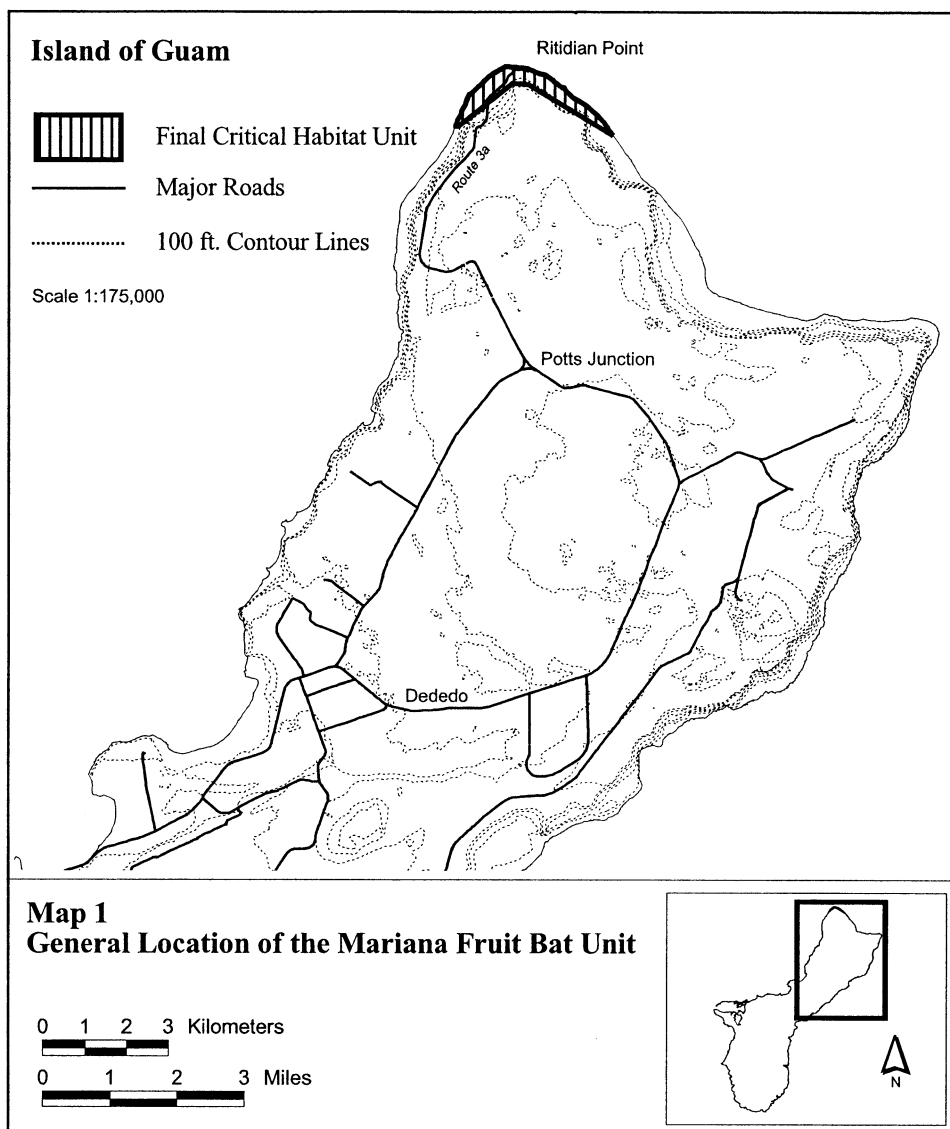 Island of Guam
Ritidian Point
Final Critical Habitat Unit
Major Roads
100 ft. Contour Lines
Scale 1:175,000
Route 3a
Potts Junction
Dededo
Map 1
General Location of the Mariana Fruit Bat Unit
0 1 2 3 Kilometers
0 1 2 3 Miles
N